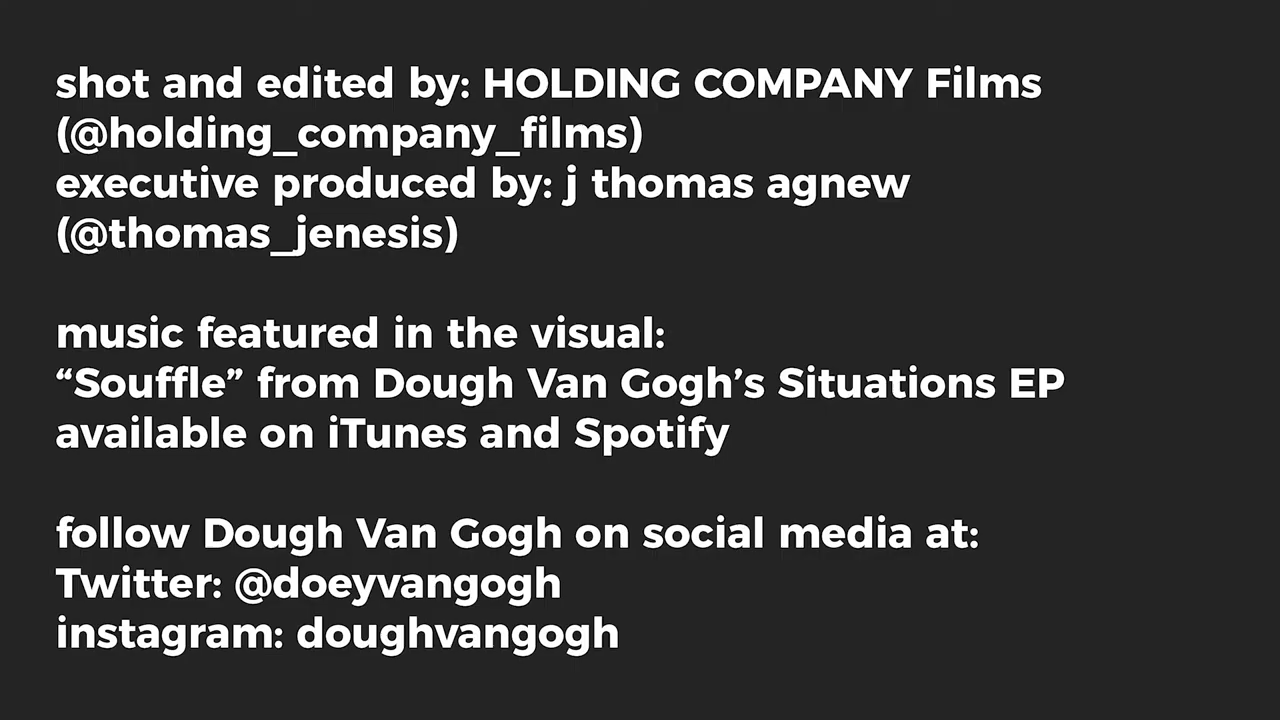 shot and edited by: HOLDING COMPANY Films
(@holding_company_films)
executive produced by: j thomas agnew
(@thomas_jenesis)
music featured in the visual:
“Souffle” from Dough Van Gogh’s Situations EP
available on iTunes and Spotify
follow Dough Van Gogh on social media at:
Twitter: @doeyvangogh
instagram: doughvangogh